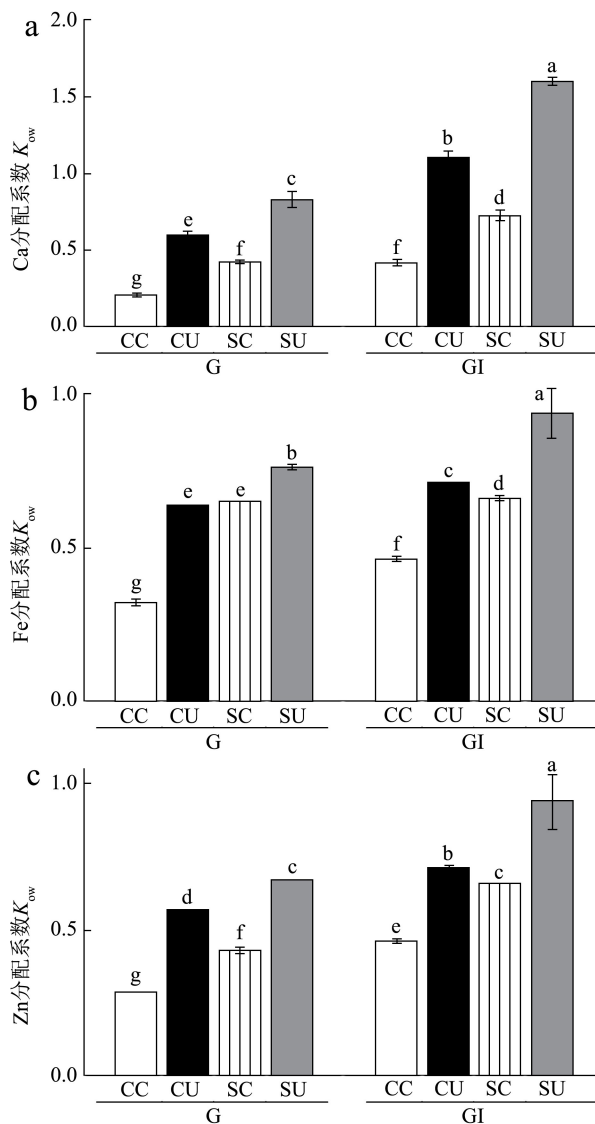 a
2.0
a
1.5
b
Ca分配系数 Kow
1.0
c
d
e
0.5
f
f
g
0.0
CC CU SC SU CC CU SC SU
G GI
b
1.0
a
b
c
e e
d
Fe分配系数Kow
0.5
f
g
0.0
CC CU SC SU CC CU SC SU
G GI
c
1.0
a
b
c
c
d
Zn分配系数Kow
0.5
f
e
g
0.0
CC CU SC SU CC CU SC SU
G GI